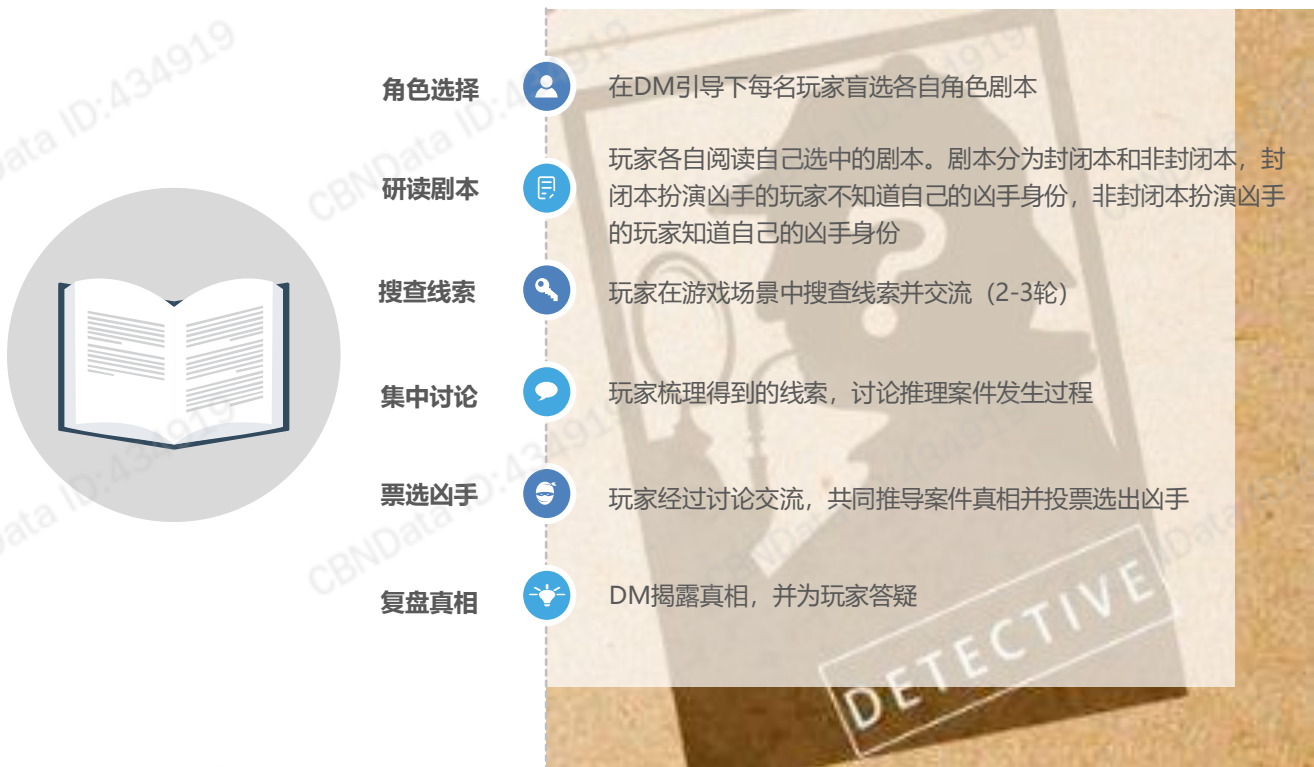 角色选择
在DM引导下每名玩家盲选各自角色剧本
研读剧本
玩家各自阅读自己选中的剧本。剧本分为封闭本和非封闭本，封
闭本扮演凶手的玩家不知道自己的凶手身份，非封闭本扮演凶手
的玩家知道自己的凶手身份
搜查线索
玩家在游戏场景中搜查线索并交流（2-3轮）
集中讨论
玩家梳理得到的线索，讨论推理案件发生过程
票选凶手
玩家经过讨论交流，共同推导案件真相并投票选出凶手
复盘真相
DM揭露真相，并为玩家答疑
DETECTIVE
CBNData ID:434919